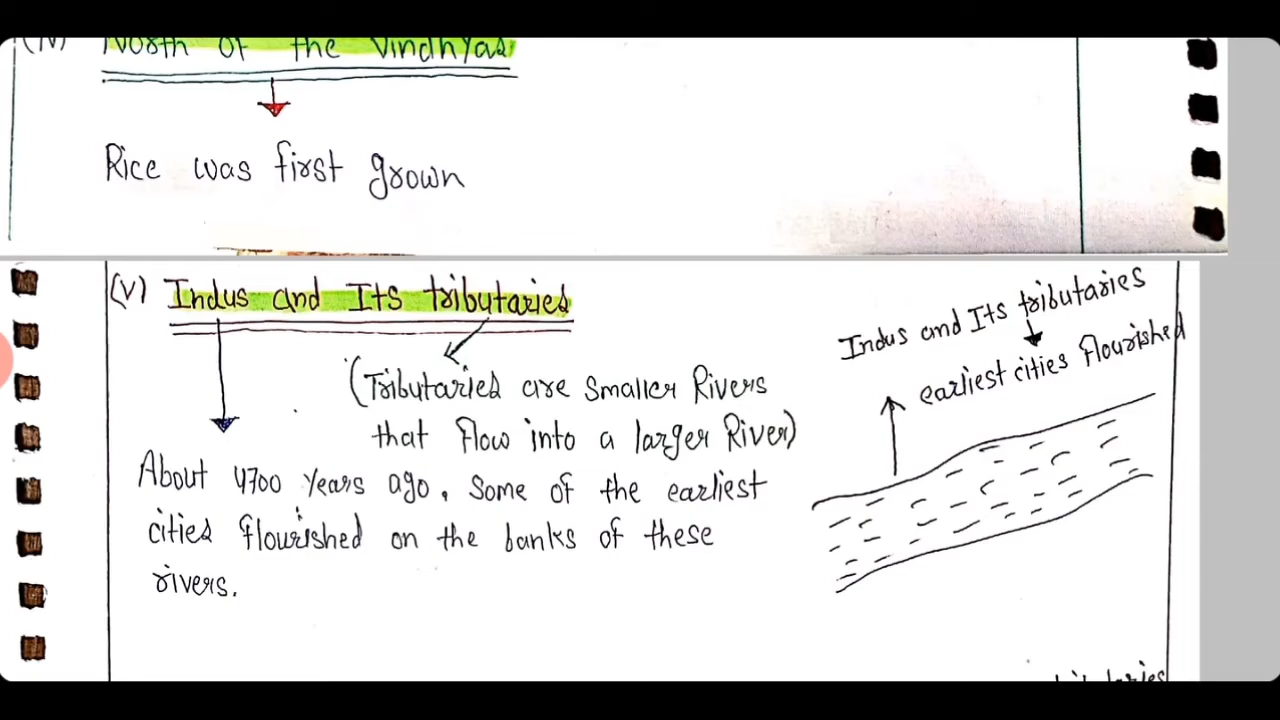 (iv) North of the Vindhyas
Rice was first grown
(v) Indus and Its tributaries
(Tributaries are smaller Rivers
that flow into a larger River)
About 4700 years ago, Some of the earliest
cities flourished on the banks of these
rivers.
Indus and Its tributaries
earliest cities flourished